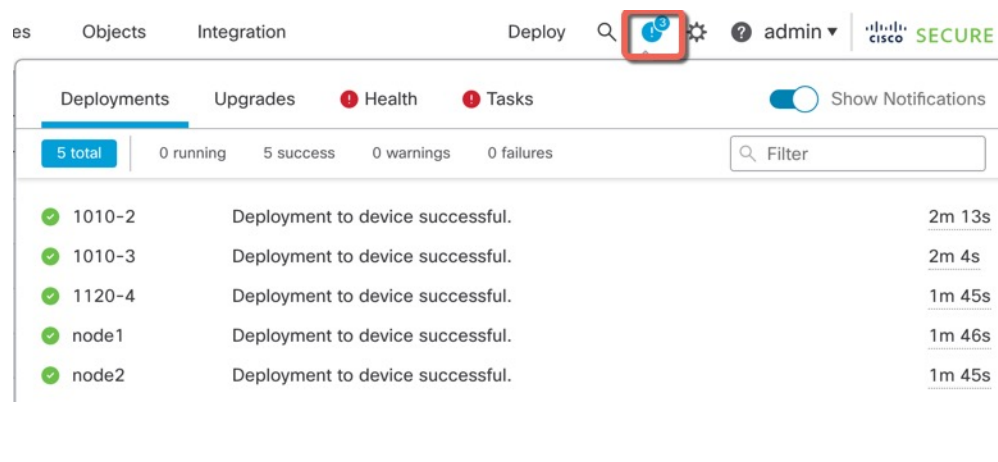 es Objects Integration Deploy 3 admin cisco SECURE
Deployments Upgrades Health Tasks Show Notifications
5 total 0 running 5 success 0 warnings 0 failures Filter
1010-2 Deployment to device successful. 2m 13s
1010-3 Deployment to device successful. 2m 4s
1120-4 Deployment to device successful. 1m 45s
node1 Deployment to device successful. 1m 46s
node2 Deployment to device successful. 1m 45s